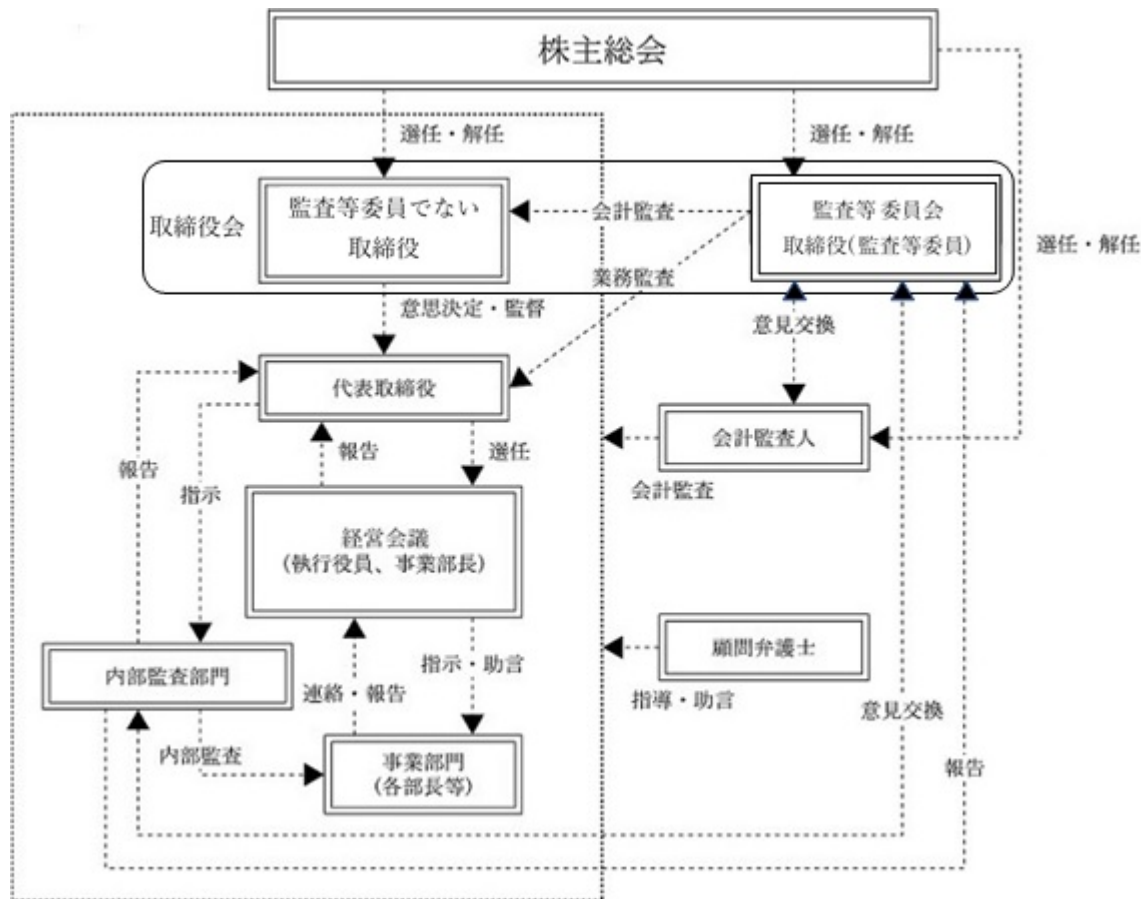 株主総会
選任・解任
選任・解任
取締役会
監査等委員でない
取締役
会計監査
監査等委員会
取締役(監査等委員)
選任・解任
業務監査
意思決定・監督
意見交換
代表取締役
会計監査人
報告
選任
報告
指示
会計監査
経営会議
(執行役員、事業部長)
顧問弁護士
内部監査部門
指示・助言
連絡・報告
指導・助言
意見交換
内部監査
事業部門
(各部長等)
報告